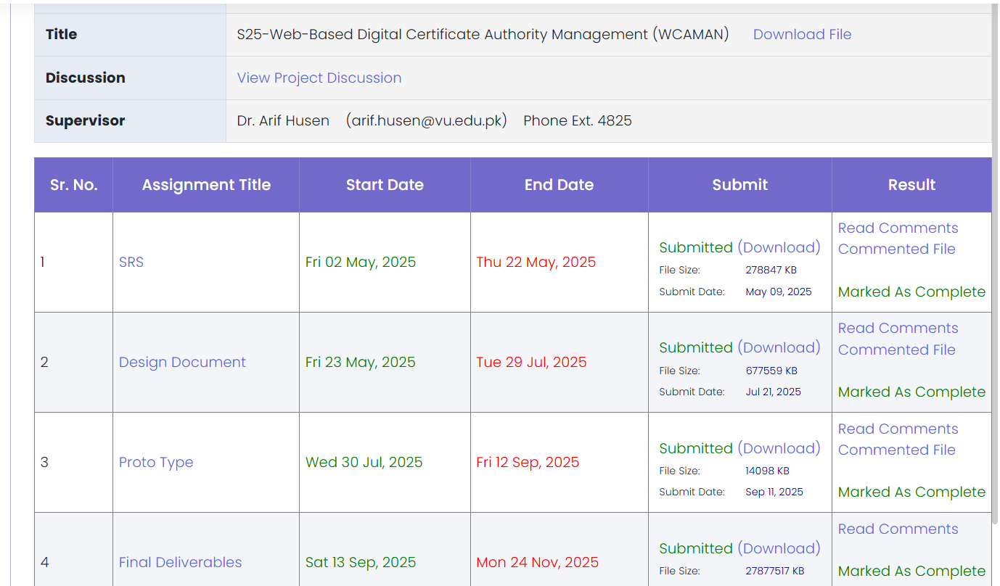 Title S25-Web-Based Digital Certificate Authority Management (WCAMAN) Download File
Discussion View Project Discussion
Supervisor Dr. Arif Husen (arif.husen@vu.edu.pk) Phone Ext. 4825
Sr. No. Assignment Title Start Date End Date Submit Result
1 SRS Fri 02 May, 2025 Thu 22 May, 2025
Submitted (Download)
File Size: 278847 KB
Submit Date: May 09, 2025
Read Comments
Commented File
Marked As Complete
2 Design Document Fri 23 May, 2025 Tue 29 Jul, 2025
Submitted (Download)
File Size: 677559 KB
Submit Date: Jul 21, 2025
Read Comments
Commented File
Marked As Complete
3 Proto Type Wed 30 Jul, 2025 Fri 12 Sep, 2025
Submitted (Download)
File Size: 14098 KB
Submit Date: Sep 11, 2025
Read Comments
Commented File
Marked As Complete
4 Final Deliverables Sat 13 Sep, 2025 Mon 24 Nov, 2025
Submitted (Download)
File Size: 27877517 KB
Read Comments
Marked As Complete